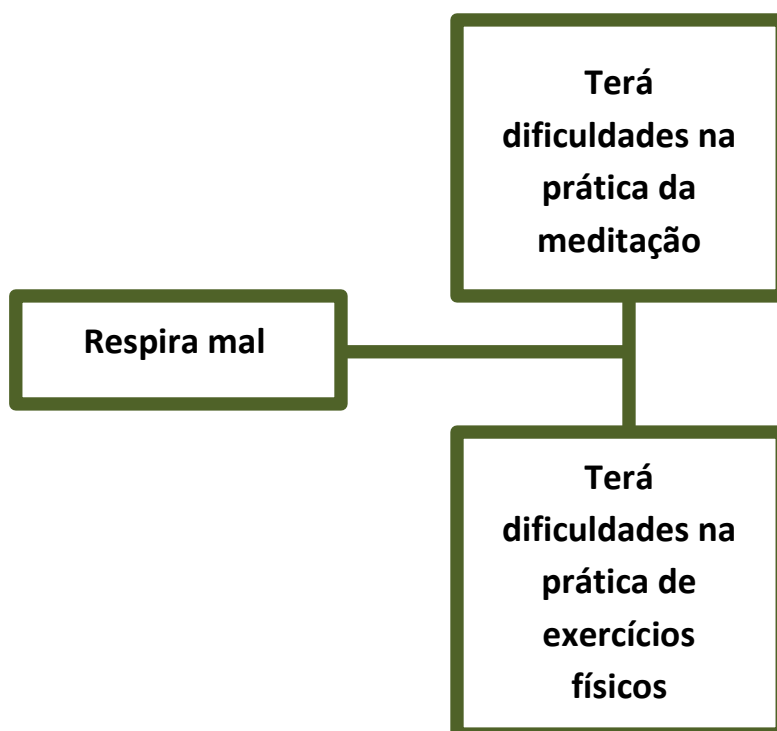 Terá
dificuldades na
prática da
meditação
Respira mal
Terá
dificuldades na
prática de
exercícios
físicos